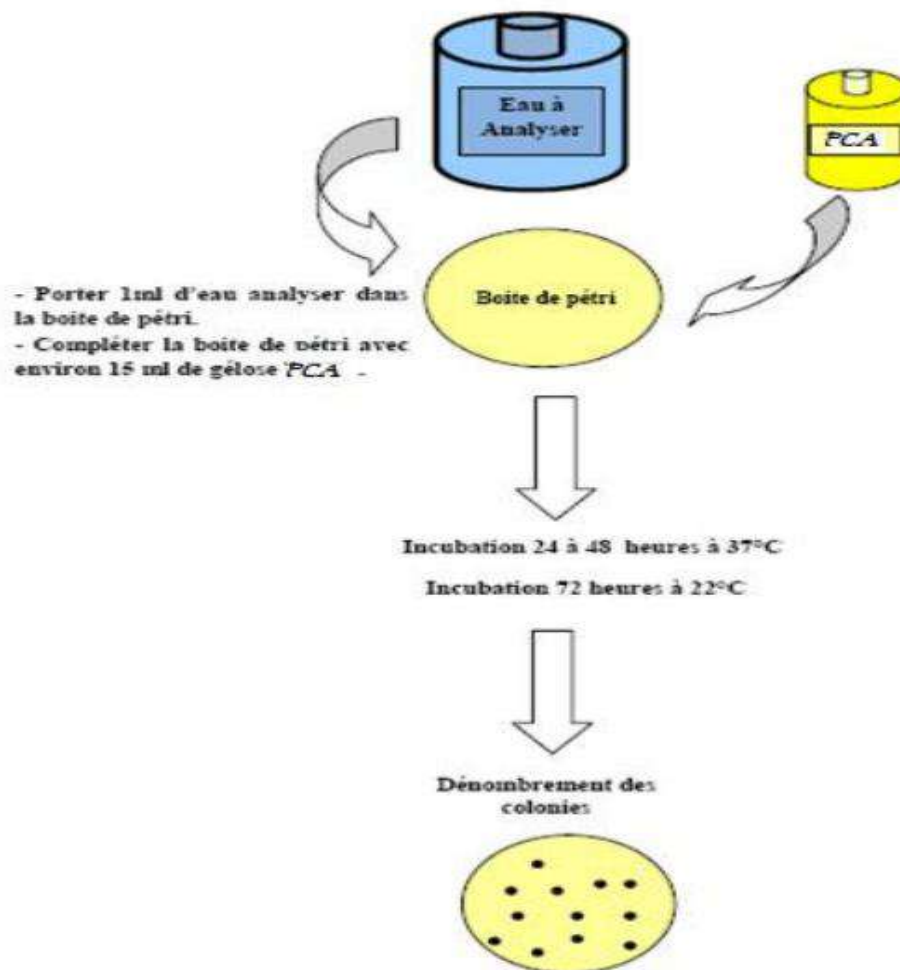 Eau à
Analyser
PCA
- Porter 1ml d'eau analyser dans
la boite de pétri.
- Compléter la boite de pétri avec
environ 15 ml de gélose PCA -
Boite de pétri
Incubation 24 à 48 heures à 37°C
Incubation 72 heures à 22°C
Dénombrement des
colonies